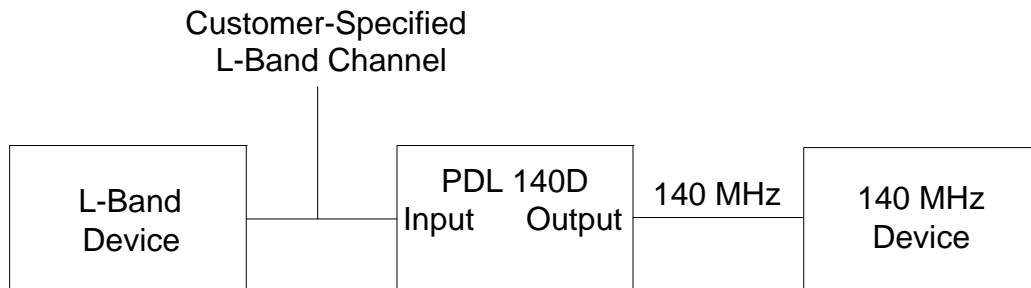 Customer-Specified
L-Band Channel
L-Band
Device
PDL 140D
Input Output
140 MHz
140 MHz
Device